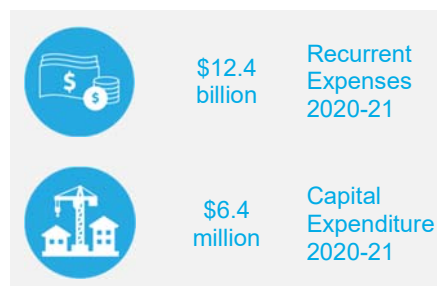 $12.4
billion
Recurrent
Expenses
2020-21
$6.4
million
Capital
Expenditure
2020-21
$
$